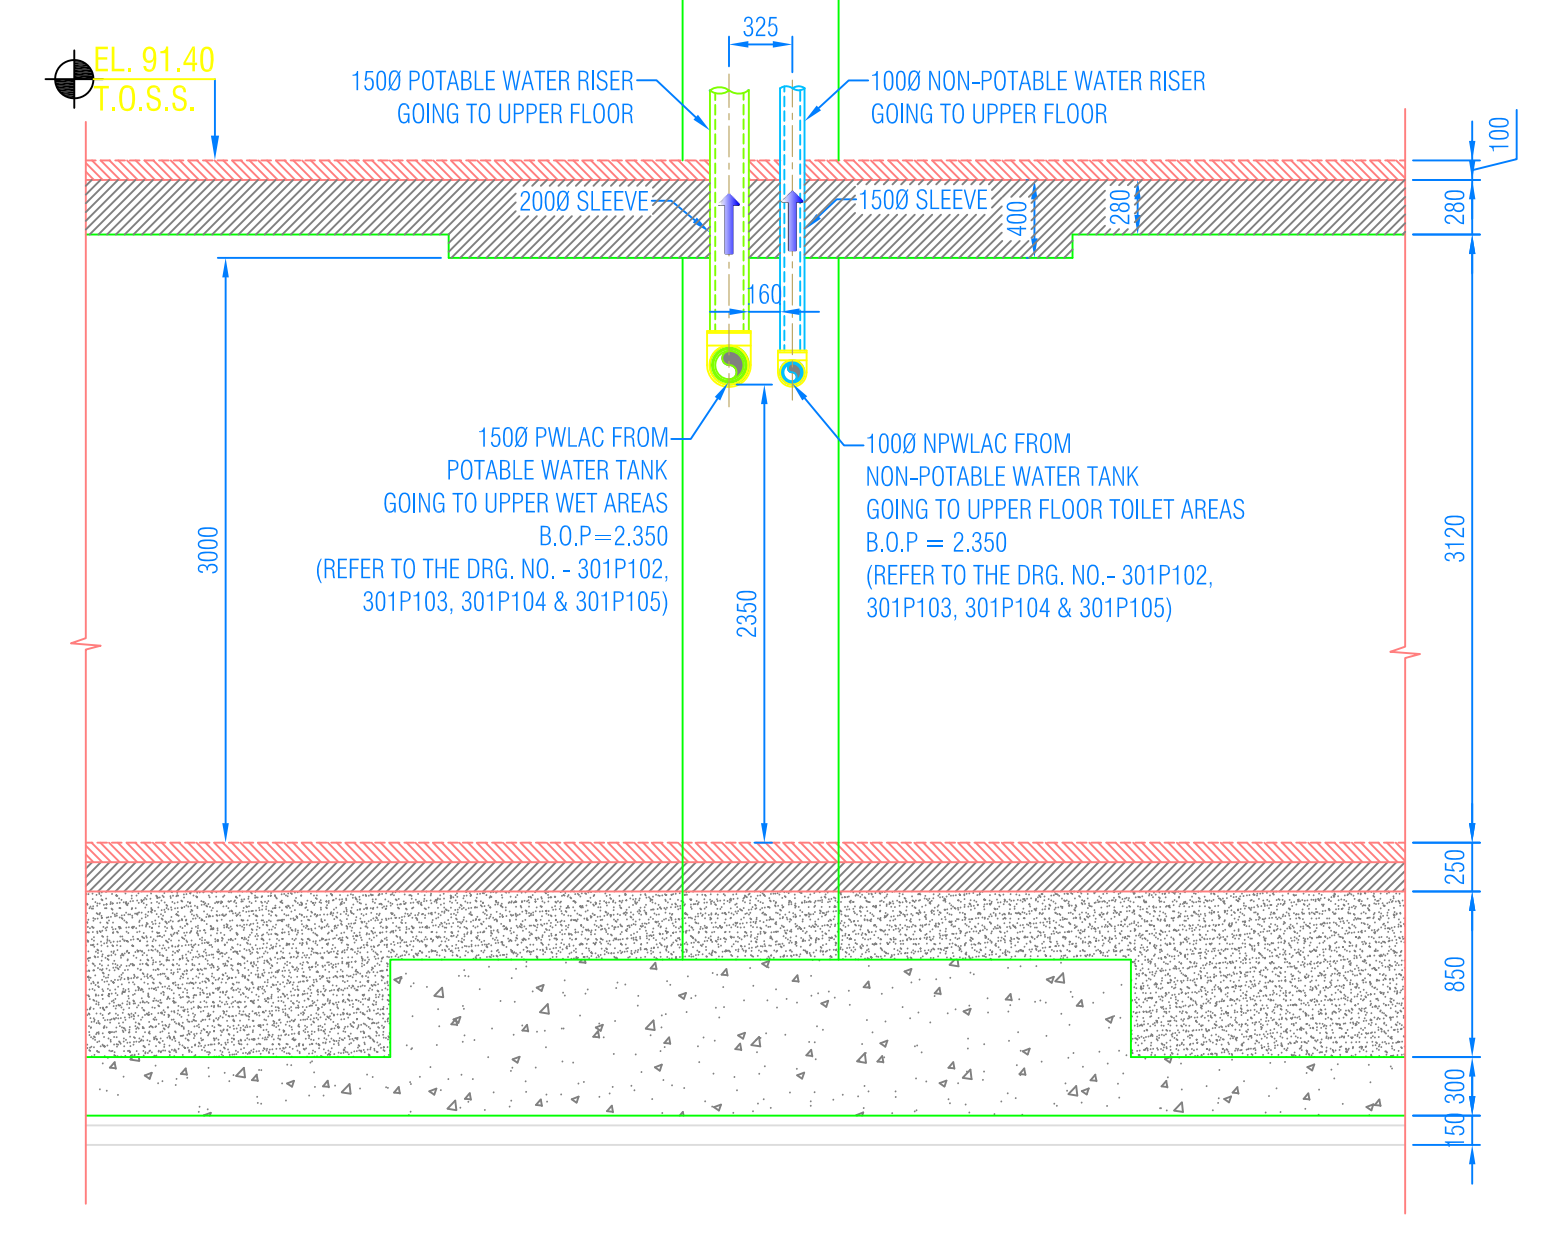 325
EL. 91.40
T.O.S.S.
150Ø POTABLE WATER RISER
GOING TO UPPER FLOOR
100Ø NON-POTABLE WATER RISER
GOING TO UPPER FLOOR
100
200Ø SLEEVE
150Ø SLEEVE
400
280
280
160
150Ø PWLAC FROM
POTABLE WATER TANK
GOING TO UPPER WET AREAS
B.O.P=2.350
(REFER TO THE DRG. NO. - 301P102,
301P103, 301P104 & 301P105)
100Ø NPWLAC FROM
NON-POTABLE WATER TANK
GOING TO UPPER FLOOR TOILET AREAS
B.O.P = 2.350
(REFER TO THE DRG. NO.- 301P102,
301P103, 301P104 & 301P105)
3000
2350
3120
250
850
300
150